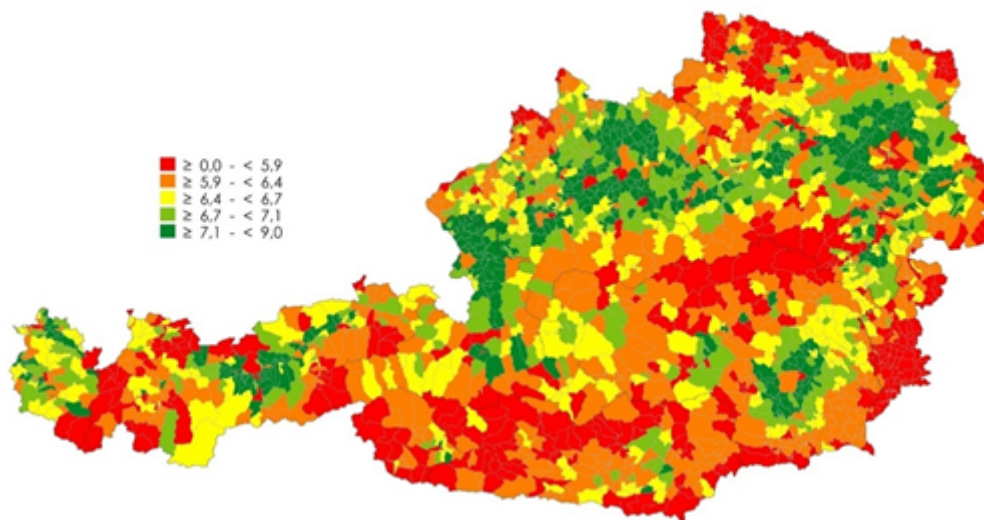 ≥ 0,0 - < 5,9
≥ 5,9 - < 6,4
≥ 6,4 - < 6,7
≥ 6,7 - < 7,1
≥ 7,1 - < 9,0